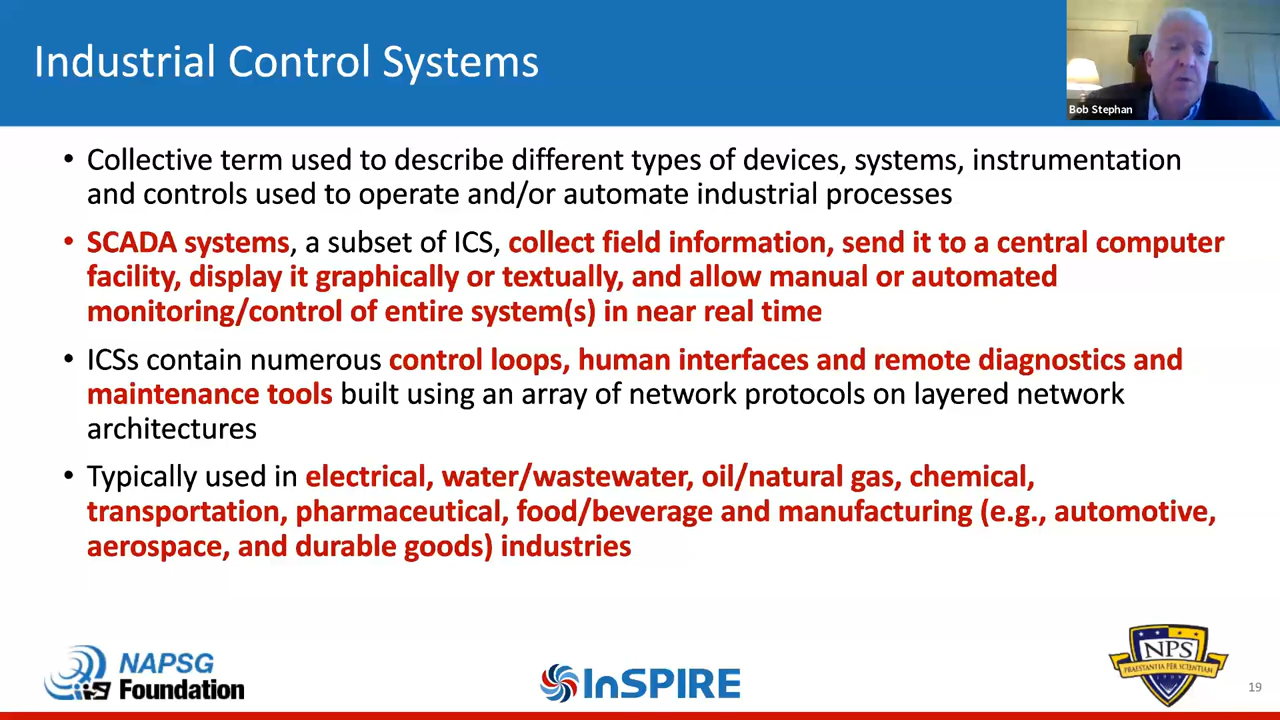 Industrial Control Systems
Bob Stephan
• Collective term used to describe different types of devices, systems, instrumentation
and controls used to operate and/or automate industrial processes
• SCADA systems, a subset of ICS, collect field information, send it to a central computer
facility, display it graphically or textually, and allow manual or automated
monitoring/control of entire system(s) in near real time
• ICSs contain numerous control loops, human interfaces and remote diagnostics and
maintenance tools built using an array of network protocols on layered network
architectures
• Typically used in electrical, water/wastewater, oil/natural gas, chemical,
transportation, pharmaceutical, food/beverage and manufacturing (e.g., automotive,
aerospace, and durable goods) industries
NAPSG
Foundation
InSPIRE
NPS
PRAESTANTIA PER SCIENTIAM
19